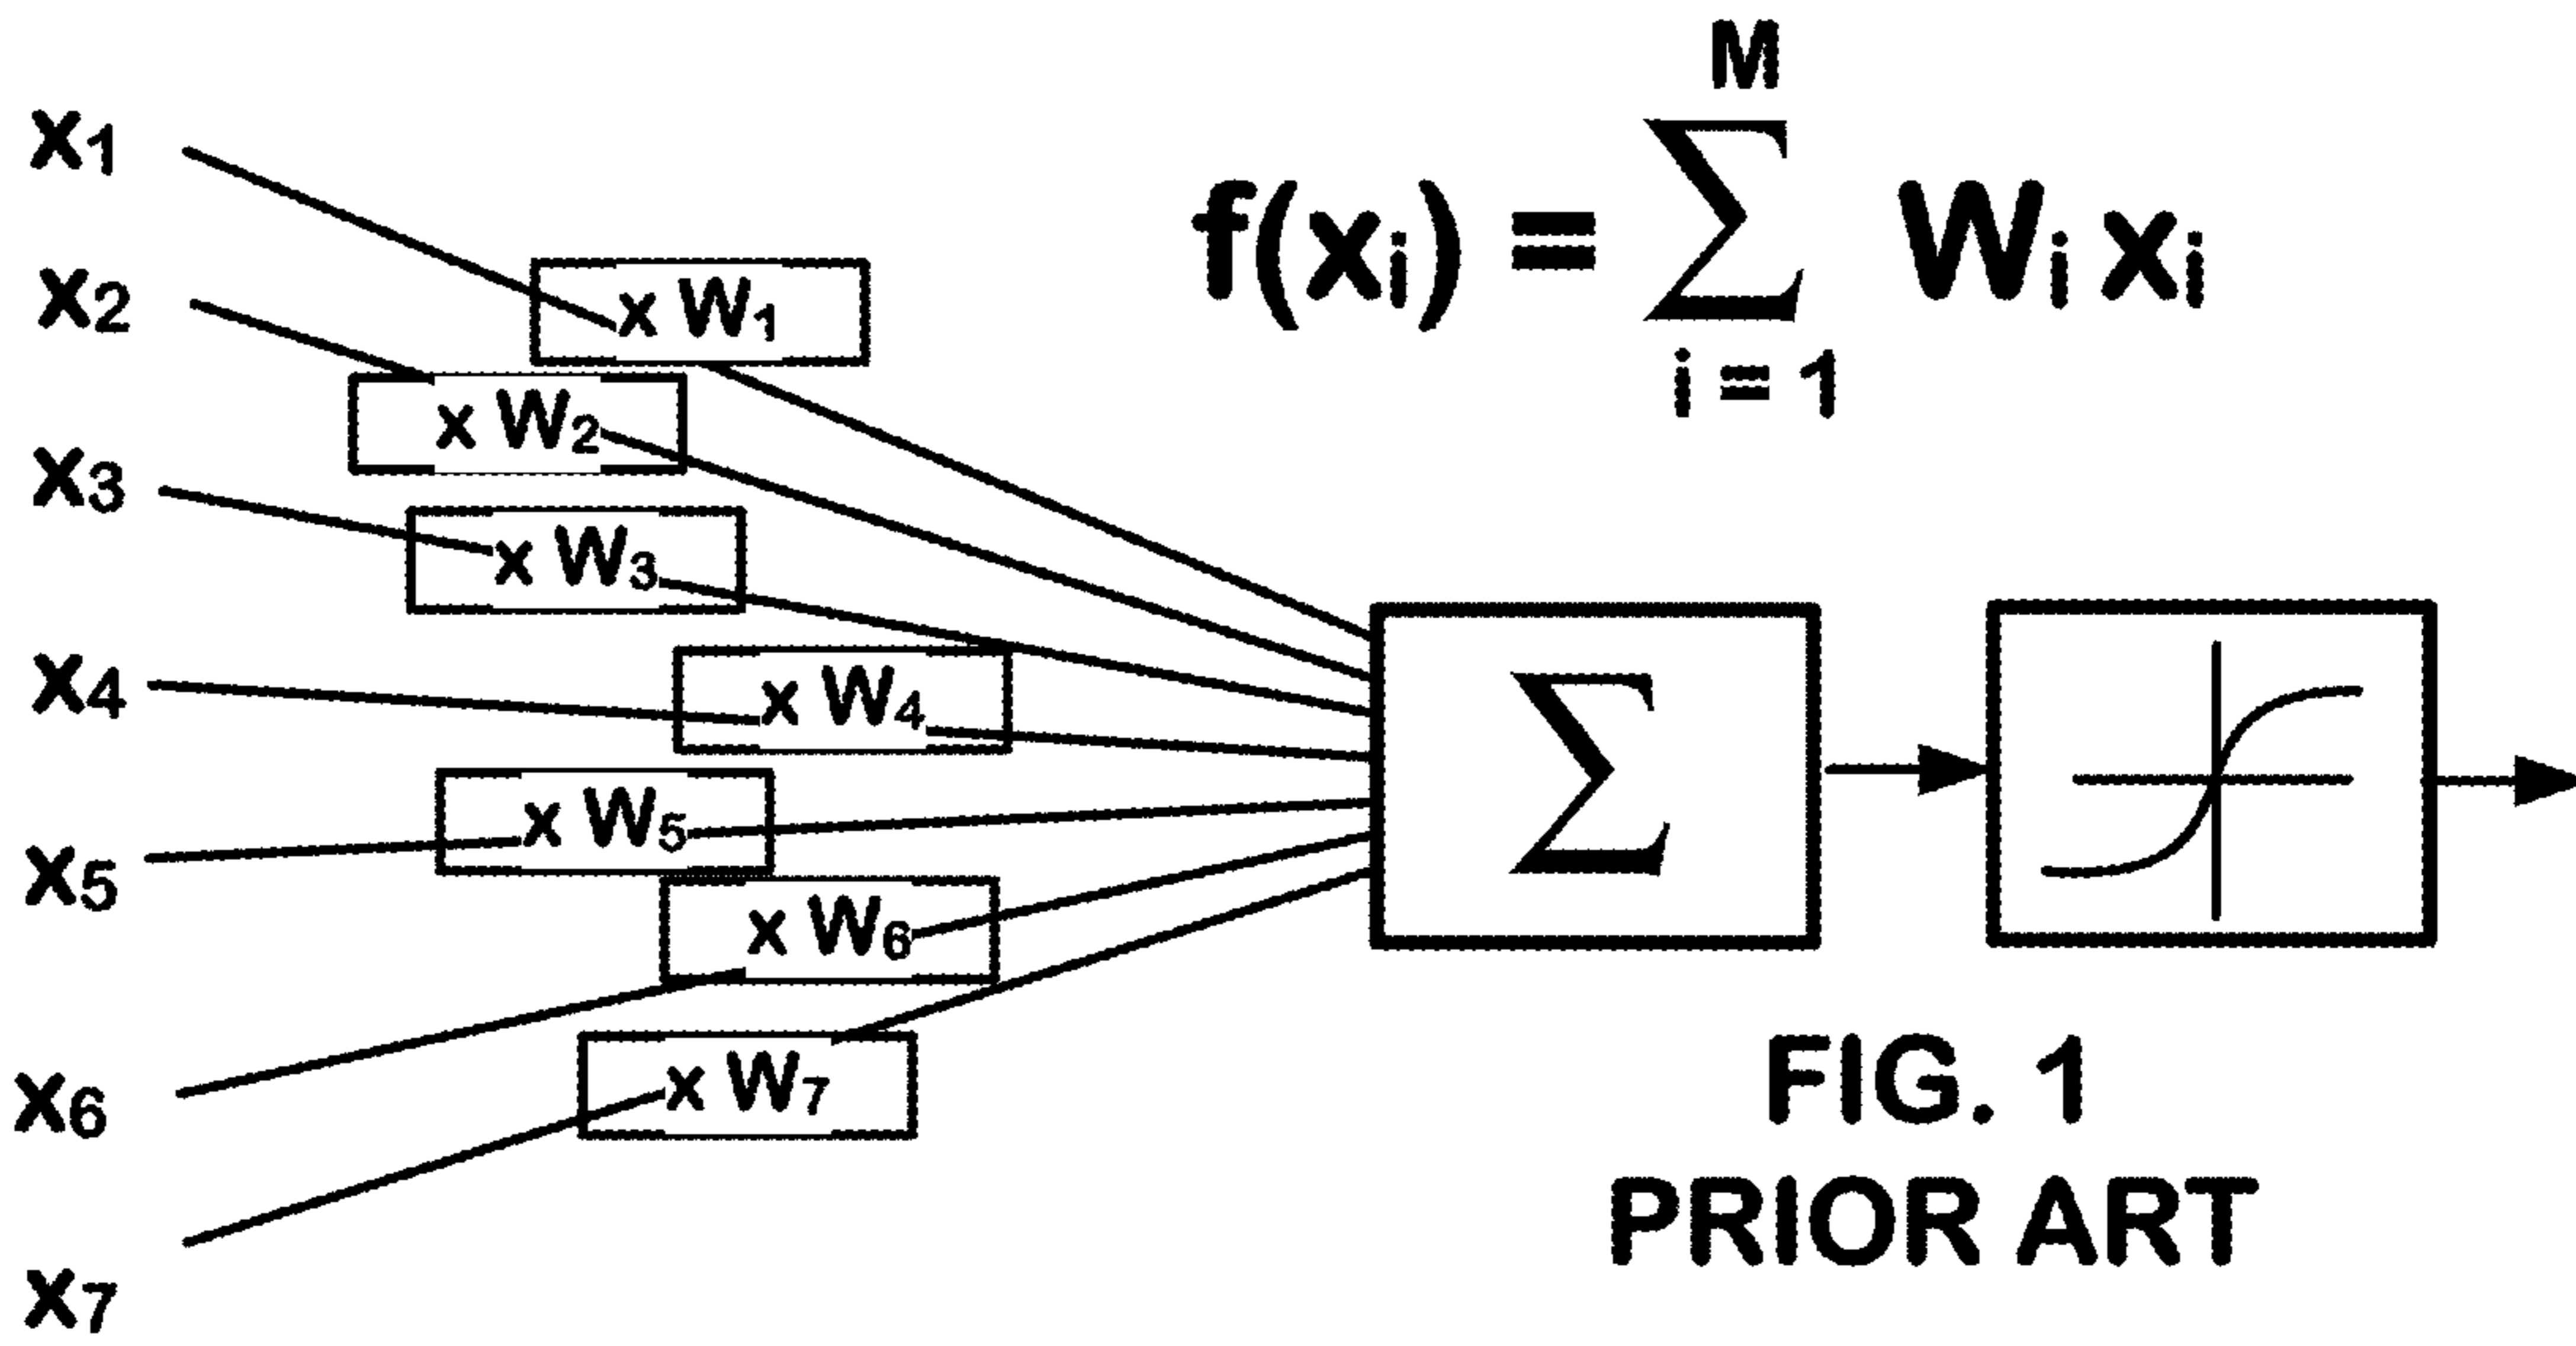 x1
x2
x3
x4
x5
x6
x7
x W1
x W2
x W3
x W4
x W5
x W6
x W7
M
f(xi) = ∑ Wi xi
i = 1
∑
FIG. 1
PRIOR ART